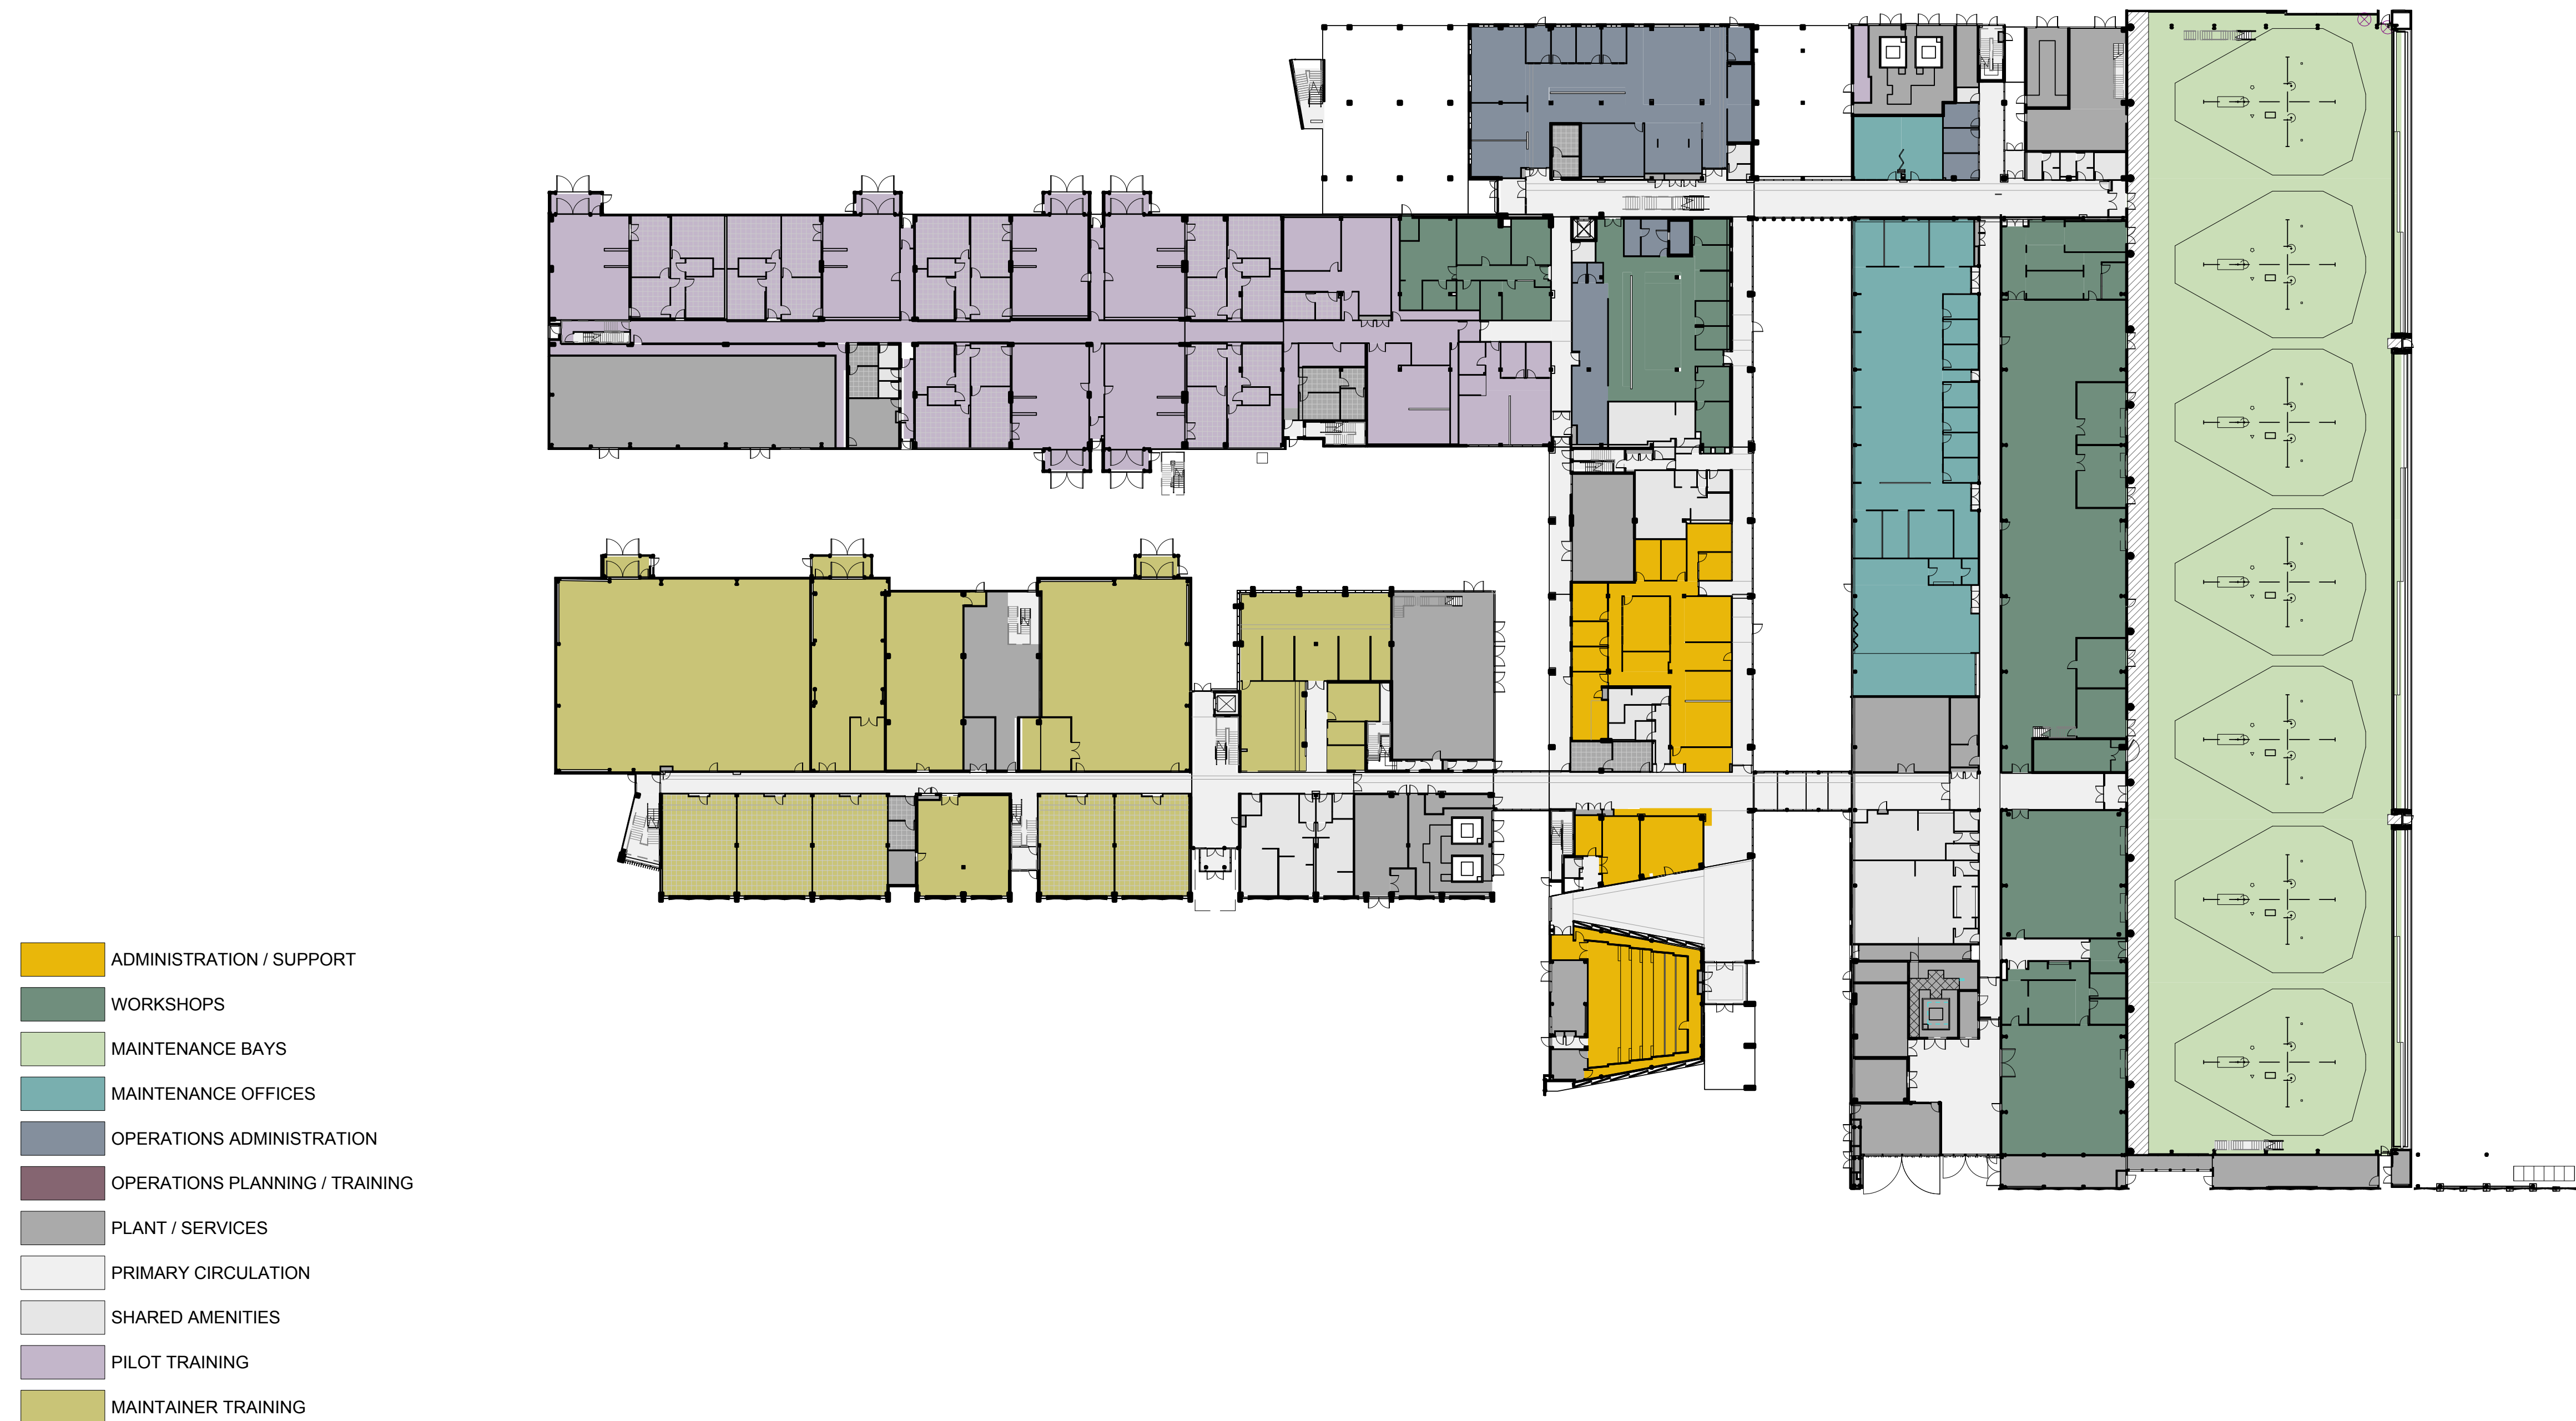 ADMINISTRATION / SUPPORT
WORKSHOPS
MAINTENANCE BAYS
MAINTENANCE OFFICES
OPERATIONS ADMINISTRATION
OPERATIONS PLANNING / TRAINING
PLANT / SERVICES
PRIMARY CIRCULATION
SHARED AMENITIES
PILOT TRAINING
MAINTAINER TRAINING